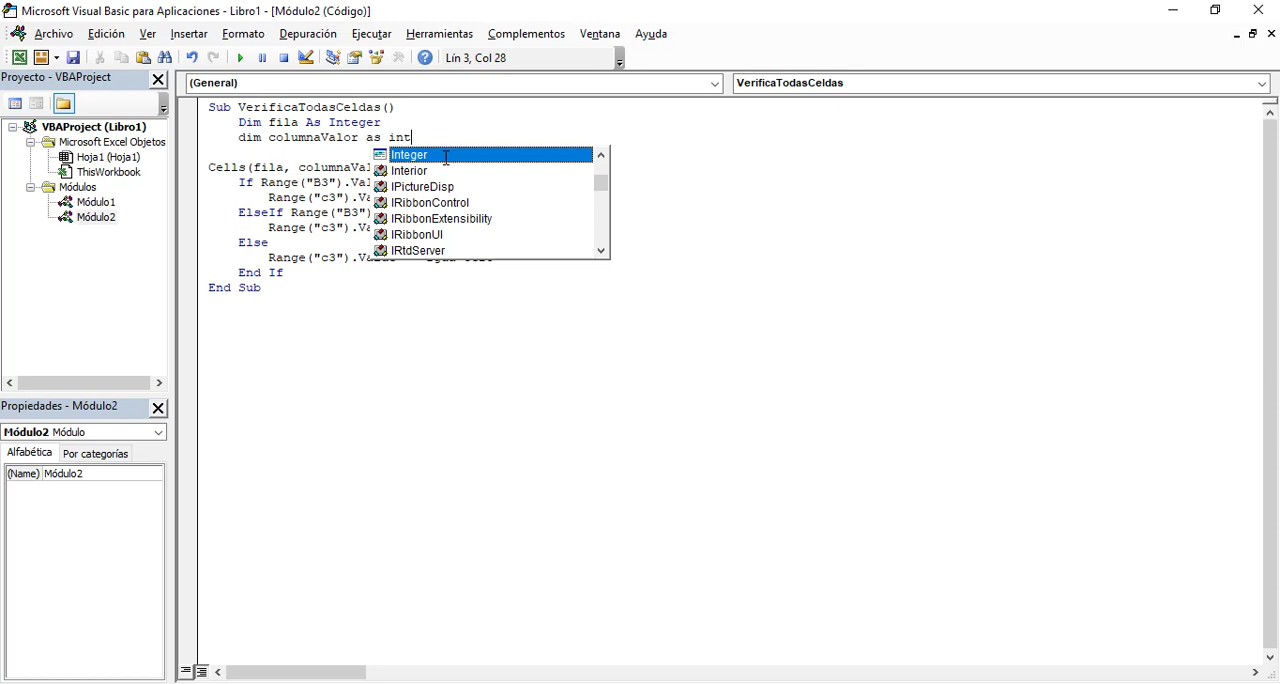 Microsoft Visual Basic para Aplicaciones - Libro1 - [Módulo2 (Código)]
Archivo Edición Ver Insertar Formato Depuración Ejecutar Herramientas Complementos Ventana Ayuda
Lín 3, Col 28
Proyecto - VBAProject
VBAProject (Libro1)
Microsoft Excel Objetos
Hoja1 (Hoja1)
ThisWorkbook
Módulos
Módulo1
Módulo2
Propiedades - Módulo2
Módulo2 Módulo
Alfabética Por categorías
(Name) Módulo2
(General) VerificaTodasCeldas
Sub VerificaTodasCeldas()
Dim fila As Integer
dim columnaValor as int
Integer
Interior
IPictureDisp
IRibbonControl
IRibbonExtensibility
IRibbonUI
IRtdServer
Cells(fila, columnaVal
If Range("B3").Va
Range("c3").Va
ElseIf Range("B3")
Range("c3").Va
Else
Range("c3").Va
End If
End Sub